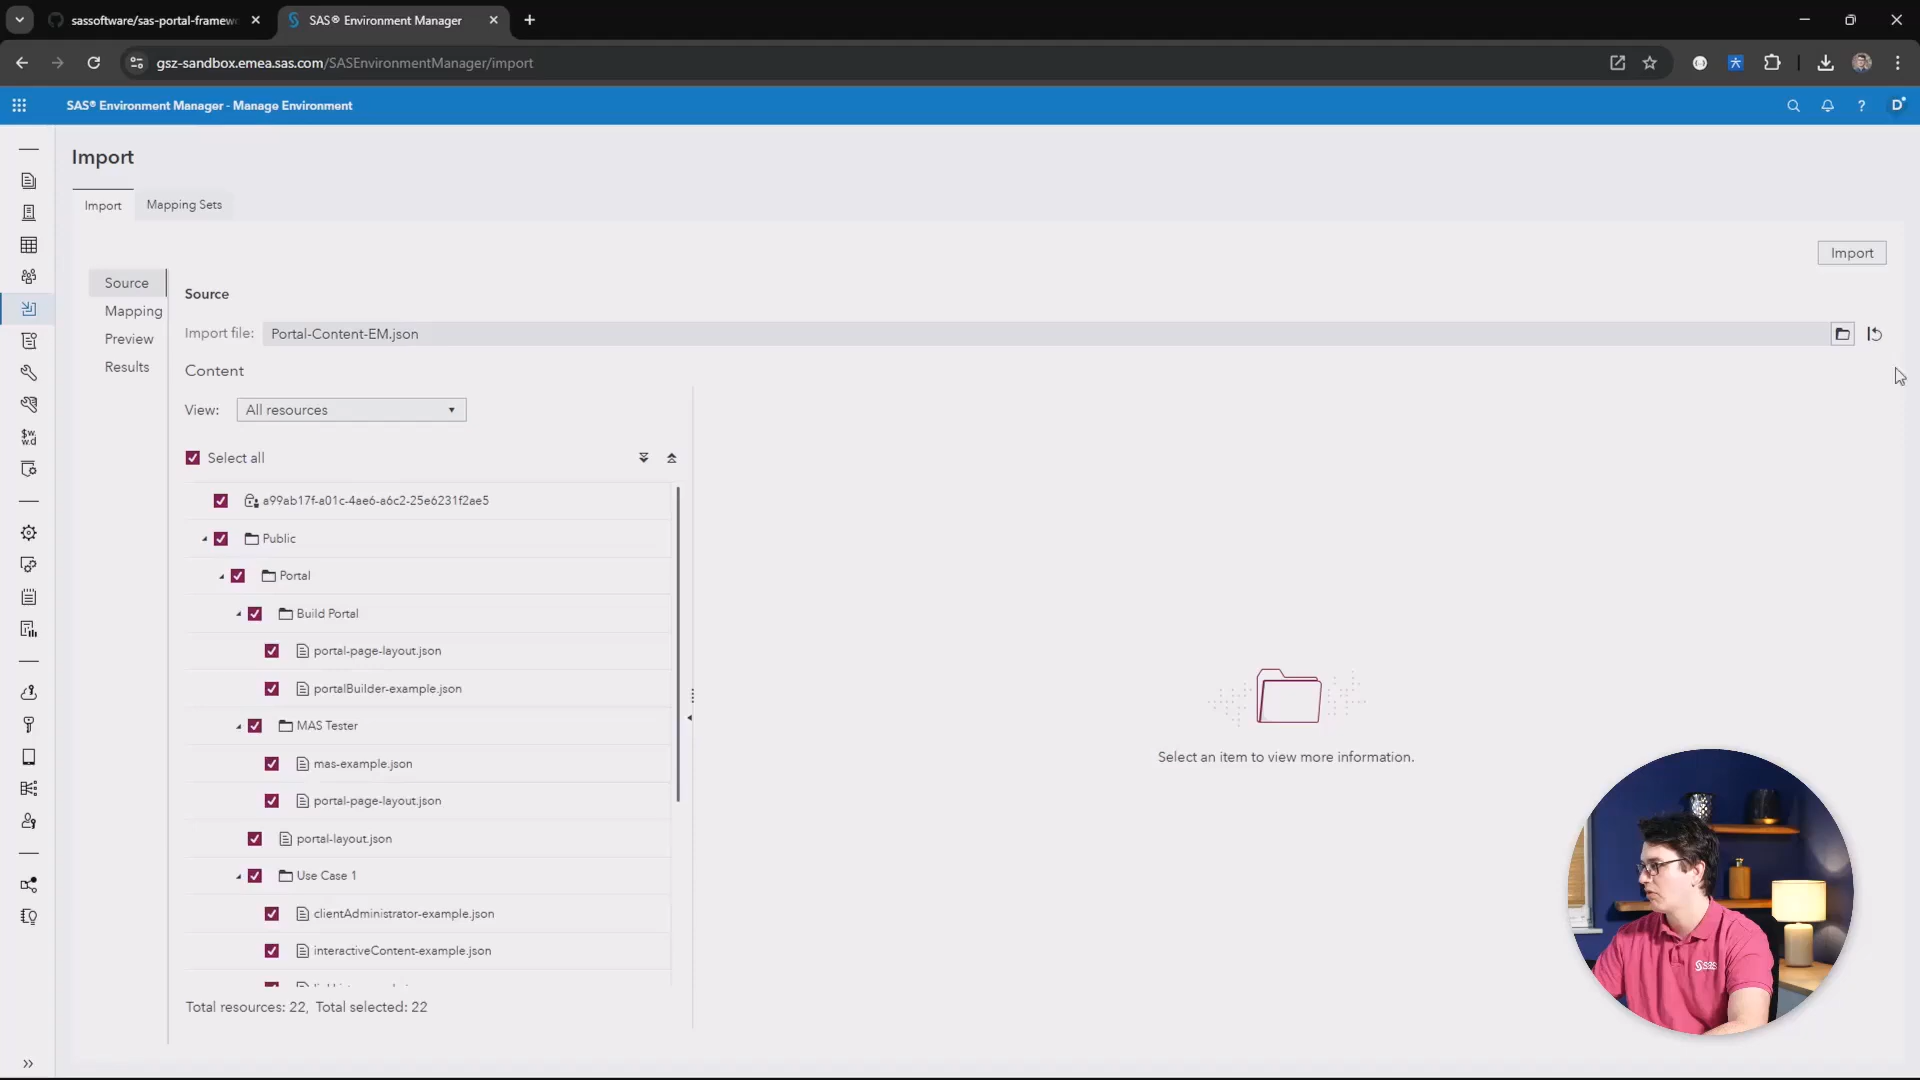 sassoftware/sas-portal-framew
SAS® Environment Manager
gsz-sandbox.emea.sas.com/SASEnvironmentManager/import
SAS® Environment Manager - Manage Environment
D
Import
Import
Mapping Sets
Import
Source
Mapping
Preview
Results
Source
Import file:
Portal-Content-EM.json
Content
View:
All resources
Select all
a99ab17f-a01c-4ae6-a6c2-25e6231f2ae5
Public
Portal
Build Portal
portal-page-layout.json
portalBuilder-example.json
MAS Tester
mas-example.json
portal-page-layout.json
portal-layout.json
Use Case 1
clientAdministrator-example.json
interactiveContent-example.json
Total resources: 22, Total selected: 22
Select an item to view more information.
sas